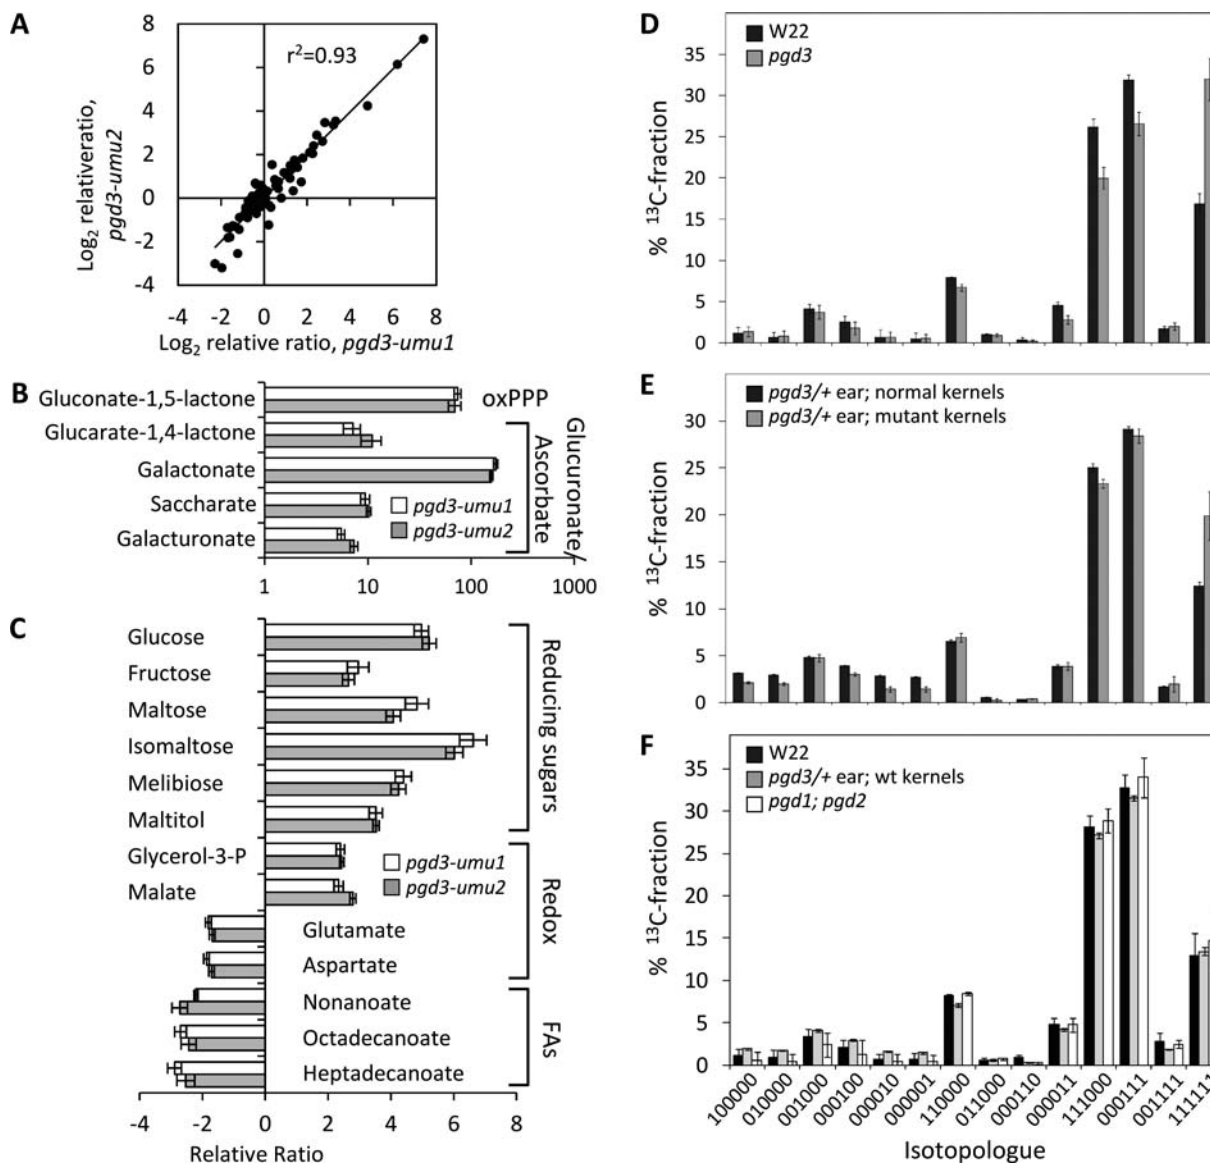 A
8
6
4
2
0
-2
-4
r²=0.93
Log₂ relativeratio,
pgd3-umu2
-4 -2 0 2 4 6 8
Log₂ relative ratio, pgd3-umu1
B
Gluconate-1,5-lactone
Glucarate-1,4-lactone
Galactonate
Saccharate
Galacturonate
oxPPP
Glucuronate/
Ascorbate
pgd3-umu1
pgd3-umu2
1 10 100 1000
C
Glucose
Fructose
Maltose
Isomaltose
Melibiose
Maltitol
Glycerol-3-P
Malate
Glutamate
Aspartate
Nonanoate
Octadecanoate
Heptadecanoate
Reducing sugars
Redox
FAs
pgd3-umu1
pgd3-umu2
-4 -2 0 2 4 6 8
Relative Ratio
D
W22
pgd3
35
30
25
20
15
10
5
0
% ¹³C-fraction
E
pgd3/+ ear; normal kernels
pgd3/+ ear; mutant kernels
30
25
20
15
10
5
0
% ¹³C-fraction
F
W22
pgd3/+ ear; wt kernels
pgd1; pgd2
35
30
25
20
15
10
5
0
% ¹³C-fraction
100000 010000 001000 000100 000010 000001 110000 011000 000110 000011 111000 000111 001111 111111
Isotopologue